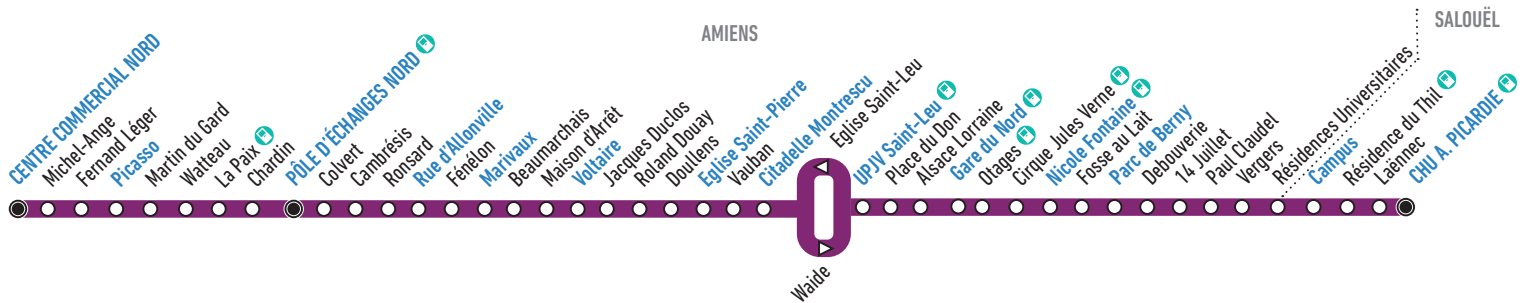 AMIENS
SALOUËL
CENTRE COMMERCIAL NORD
Michel-Ange
Fernand Léger
Picasso
Martin du Gard
Watteau
La Paix
Chardin
PÔLE D'ÉCHANGES NORD
Colvert
Cambrésis
Ronsard
Rue d'Allonville
Fénélon
Marivaux
Beaumarchais
Maison d'Arrêt
Voltaire
Jacques Duclos
Roland Douay
Doullens
Eglise Saint-Pierre
Vauban
Citadelle Montrescu
Eglise Saint-Leu
Waide
UPJV Saint-Leu
Place du Don
Alsace Lorraine
Gare du Nord
Otages
Cirque Jules Verne
Nicole Fontaine
Fosse au Lait
Parc de Berny
Debouverie
14 Juillet
Paul Claudel
Vergers
Résidences Universitaires
Campus
Résidence du Thil
Laënnec
CHU A. PICARDIE